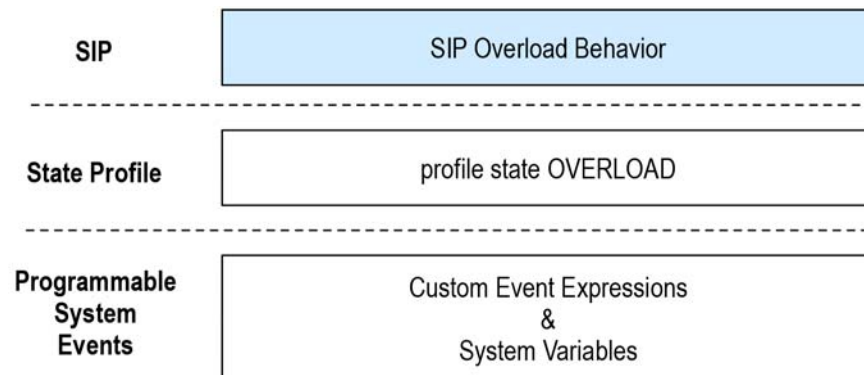 SIP
SIP Overload Behavior
State Profile
profile state OVERLOAD
Programmable
System
Events
Custom Event Expressions
&
System Variables